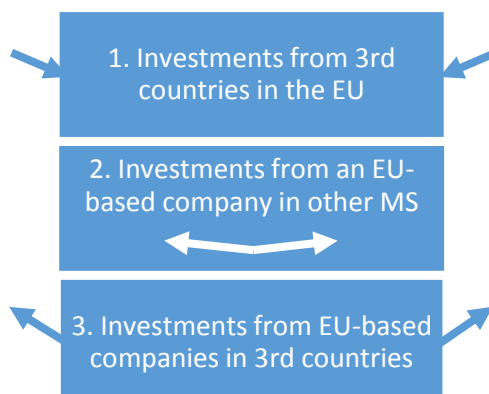 1. Investments from 3rd
countries in the EU
2. Investments from an EU-
based company in other MS
3. Investments from EU-based
companies in 3rd countries